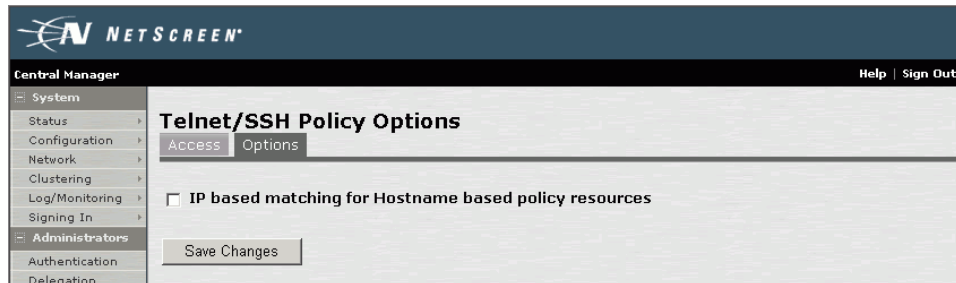 NETSCREEN
Central Manager
Help | Sign Out
System
Status
Configuration
Network
Clustering
Log/Monitoring
Signing In
Administrators
Authentication
Delegation
Telnet/SSH Policy Options
Access Options
IP based matching for Hostname based policy resources
Save Changes